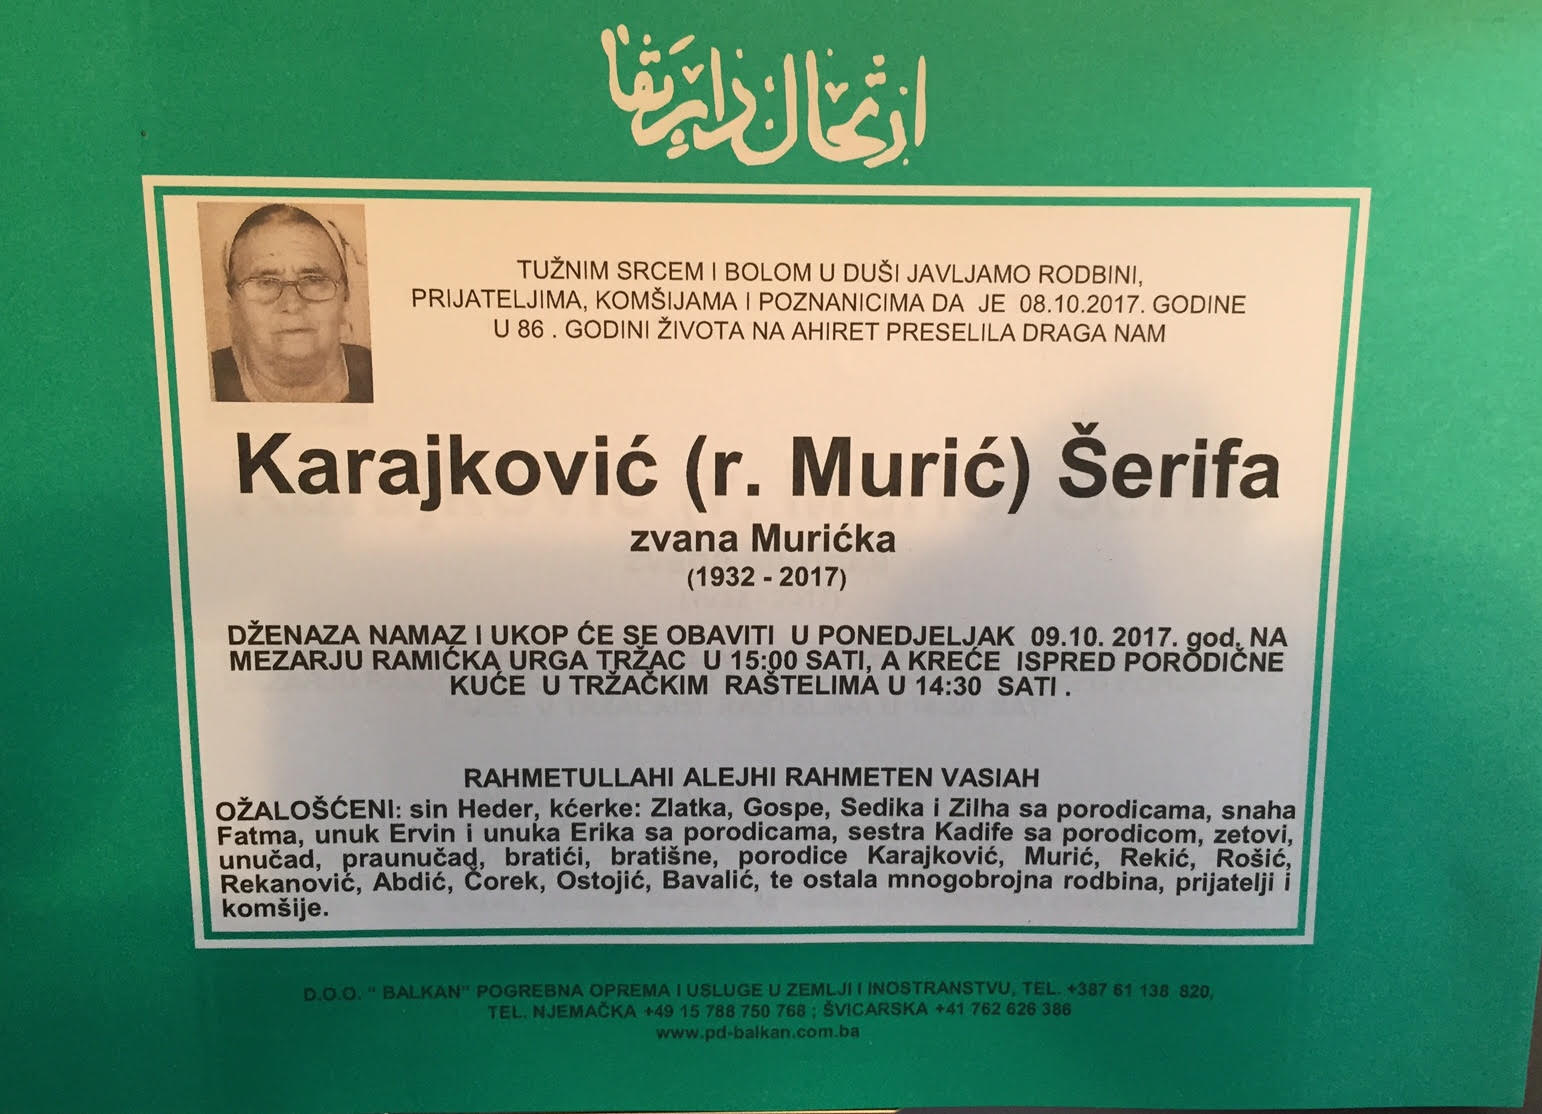 TUŽNIM SRCEM I BOLOM U DUŠI JAVLJAMO RODBINI,
PRIJATELJIMA, KOMŠIJAMA I POZNANICIMA DA JE 08.10.2017. GODINE
U 86 . GODINI ŽIVOTA NA AHIRET PRESELILA DRAGA NAM
Karajković (r. Murić) Šerifa
zvana Murićka
(1932 - 2017)
DŽENAZA NAMAZ I UKOP ĆE SE OBAVITI U PONEDJELJAK 09.10. 2017. god. NA
MEZARJU RAMIĆKA URGA TRŽAC U 15:00 SATI, A KREĆE ISPRED PORODIČNE
KUĆE U TRŽAČKIM RAŠTELIMA U 14:30 SATI .
RAHMETULLAHI ALEJHI RAHMETEN VASIAH
OŽALOŠĆENI: sin Heder, kćerke: Zlatka, Gospe, Sedika i Zilha sa porodicama, snaha
Fatma, unuk Ervin i unuka Erika sa porodicama, sestra Kadife sa porodicom, zetovi,
unučad, praunučad, bratići, bratišne, porodice Karajković, Murić, Rekić, Rošić,
Rekanović, Abdić, Čorek, Ostojić, Bavalić, te ostala mnogobrojna rodbina, prijatelji i
komšije.
D.O.O. “ BALKAN” POGREBNA OPREMA I USLUGE U ZEMLJI I INOSTRANSTVU, TEL. +387 61 138 820,
TEL. NJEMAČKA +49 15 788 750 768 ; ŠVICARSKA +41 762 626 386
www.pd-balkan.com.ba